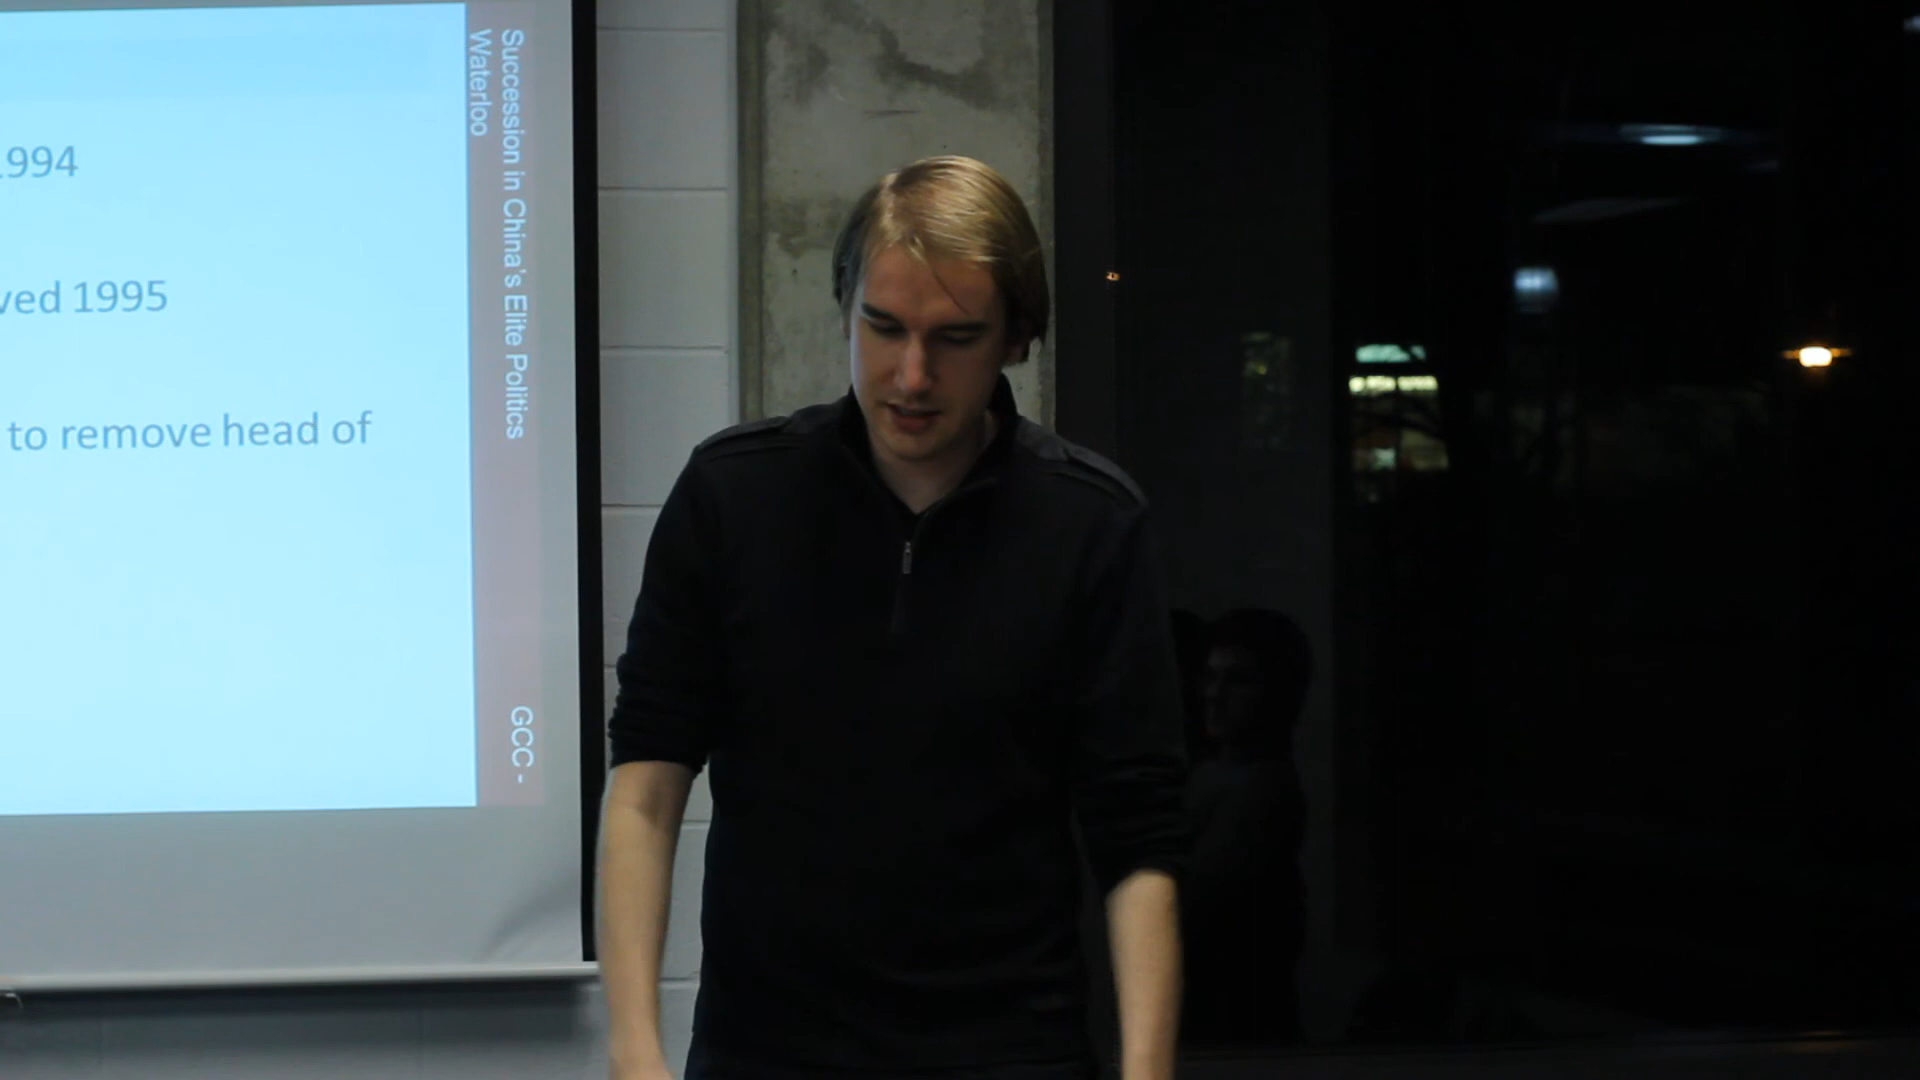 1994
ved 1995
to remove head of
Succession in China's Elite Politics
GCC -
Waterloo